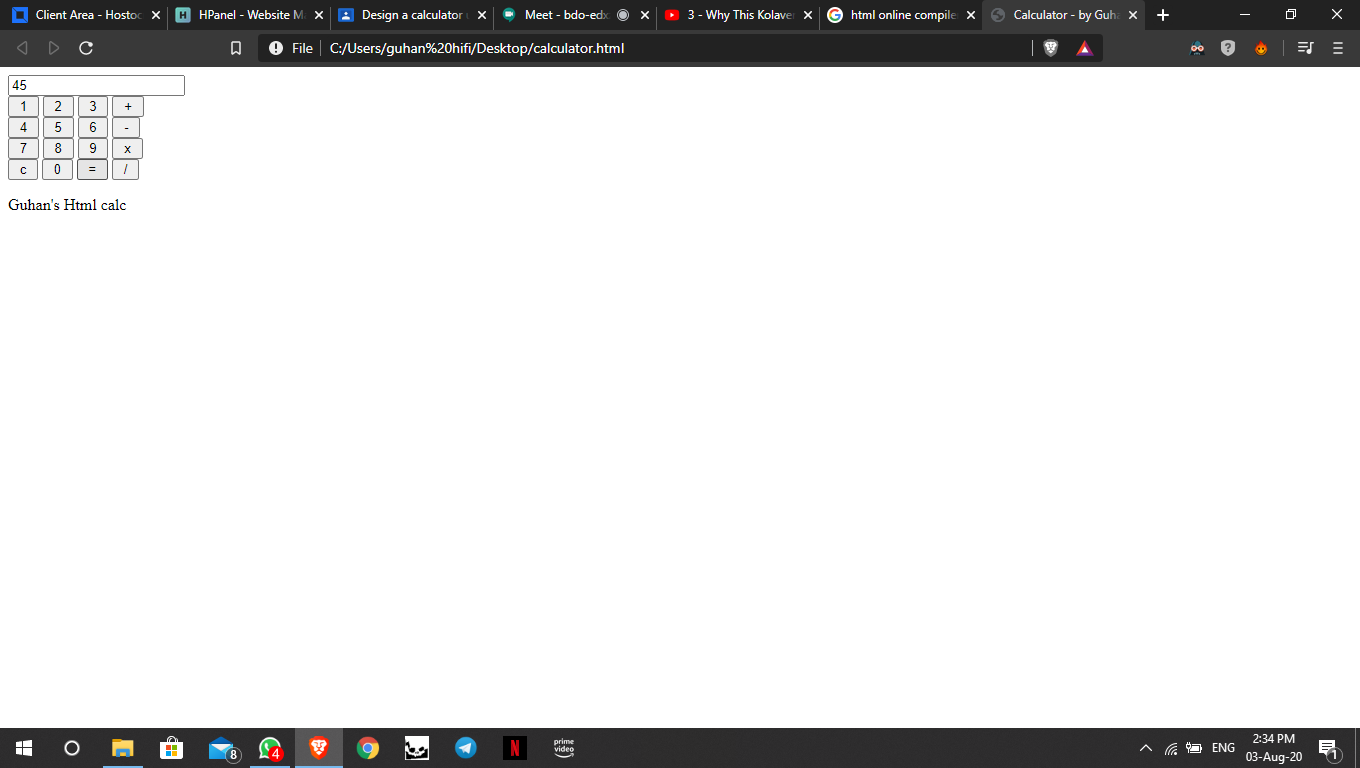 Client Area - Hostoc
HPanel - Website Ma
Design a calculator u
Meet - bdo-edx
3 - Why This Kolaver
html online compile
Calculator - by Guha
File C:/Users/guhan%20hifi/Desktop/calculator.html
45
1 2 3 +
4 5 6 -
7 8 9 x
c 0 = /
Guhan's Html calc
8
4
N
prime video
ENG
2:34 PM
03-Aug-20
1